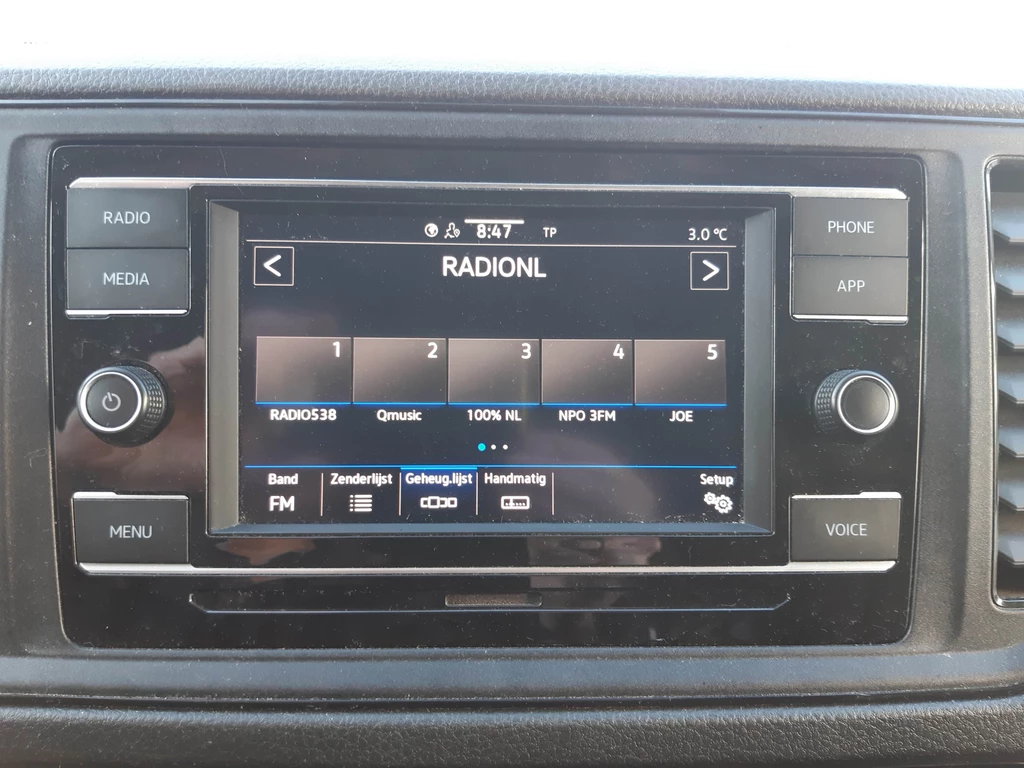 RADIO
MEDIA
MENU
8:47 TP 3.0 °C
< RADIONL >
1 2 3 4 5
RADIO538 Qmusic 100% NL NPO 3FM JOE
Band Zenderlijst Geheug.lijst Handmatig Setup
FM
PHONE
APP
VOICE